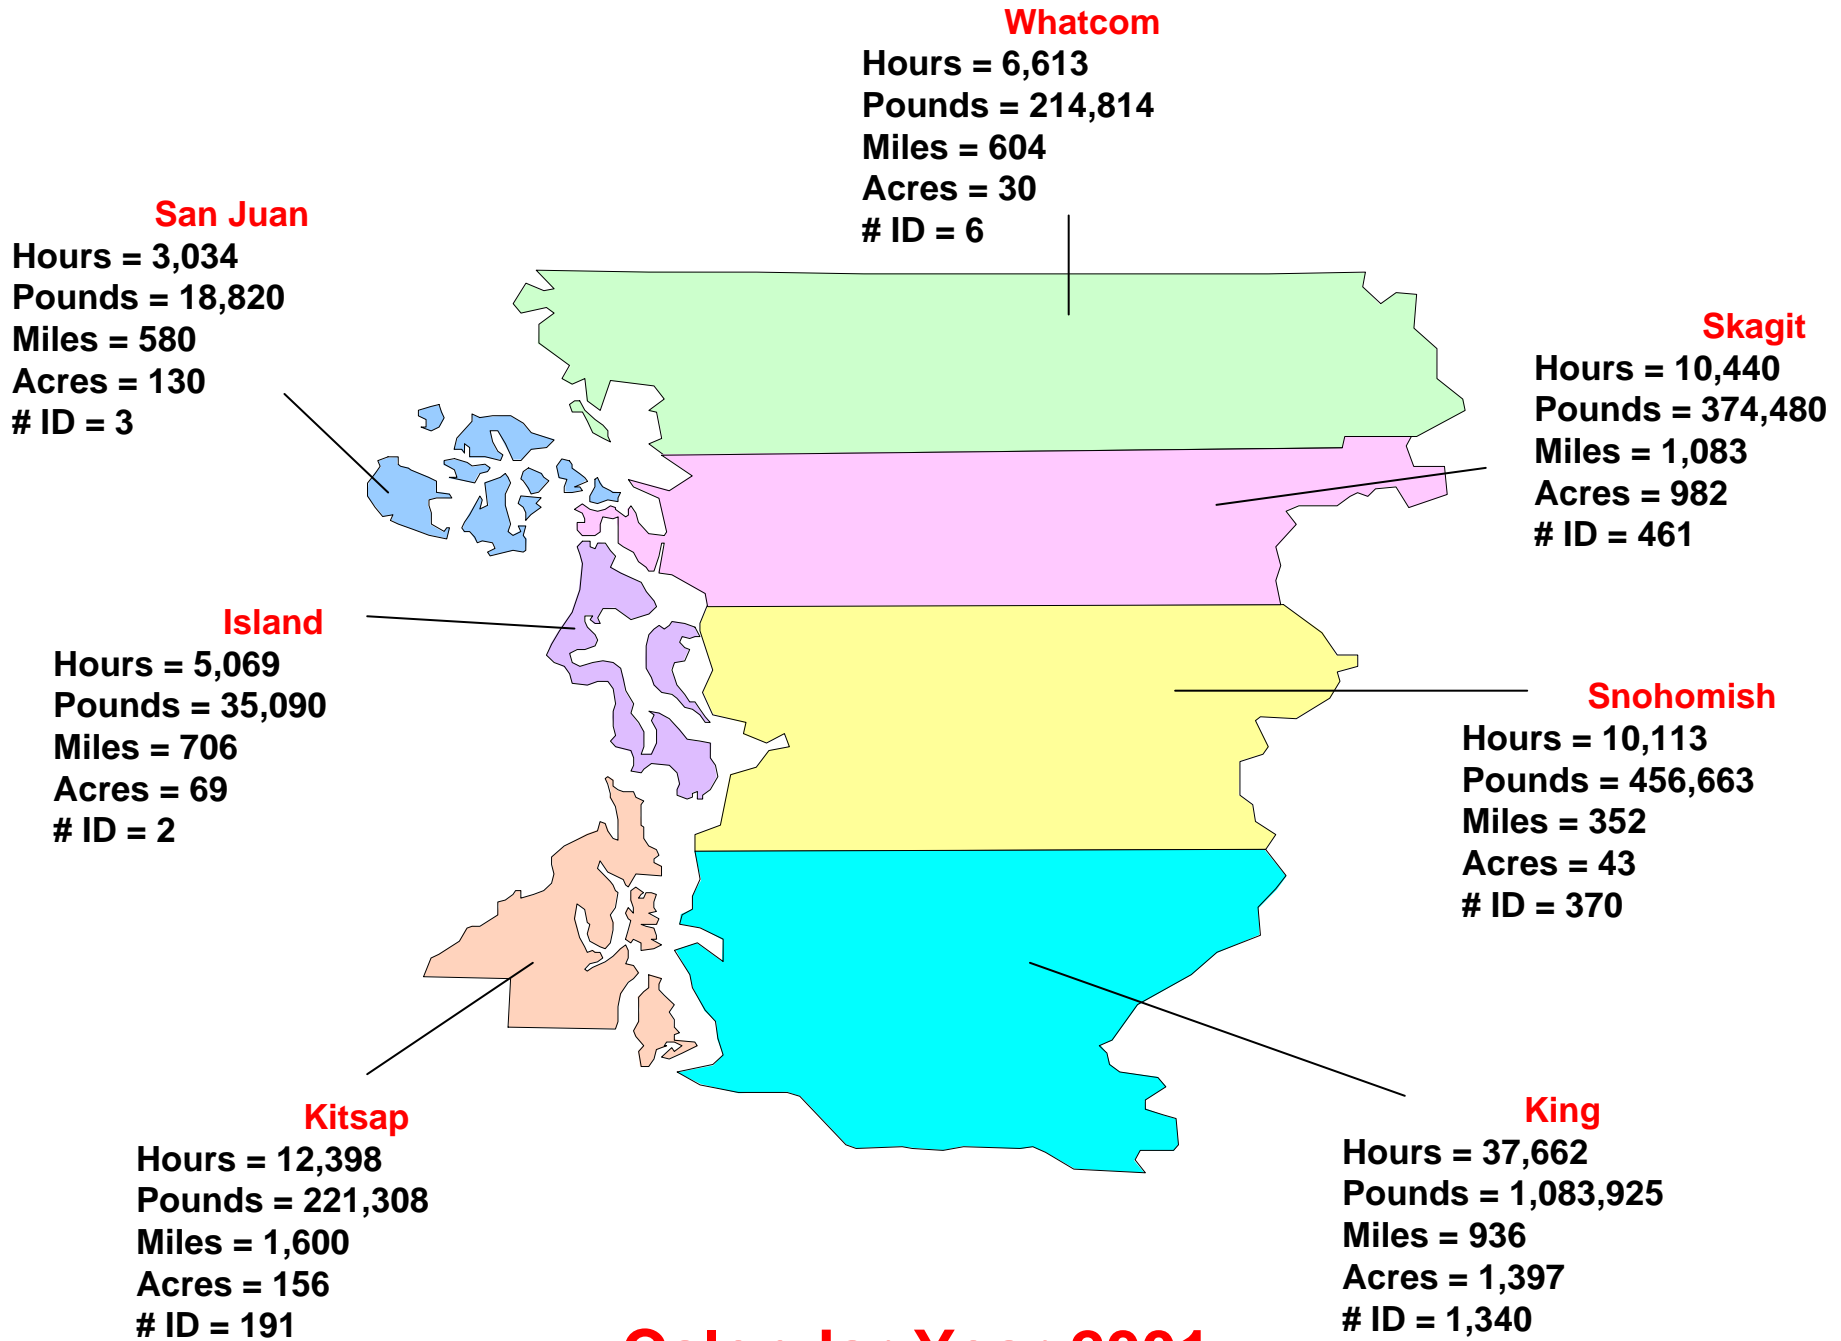 Whatcom
Hours = 6,613
Pounds = 214,814
Miles = 604
Acres = 30
# ID = 6
San Juan
Hours = 3,034
Pounds = 18,820
Miles = 580
Acres = 130
# ID = 3
Skagit
Hours = 10,440
Pounds = 374,480
Miles = 1,083
Acres = 982
# ID = 461
Island
Hours = 5,069
Pounds = 35,090
Miles = 706
Acres = 69
# ID = 2
Snohomish
Hours = 10,113
Pounds = 456,663
Miles = 352
Acres = 43
# ID = 370
Kitsap
Hours = 12,398
Pounds = 221,308
Miles = 1,600
Acres = 156
# ID = 191
King
Hours = 37,662
Pounds = 1,083,925
Miles = 936
Acres = 1,397
# ID = 1,340
Calendar Year